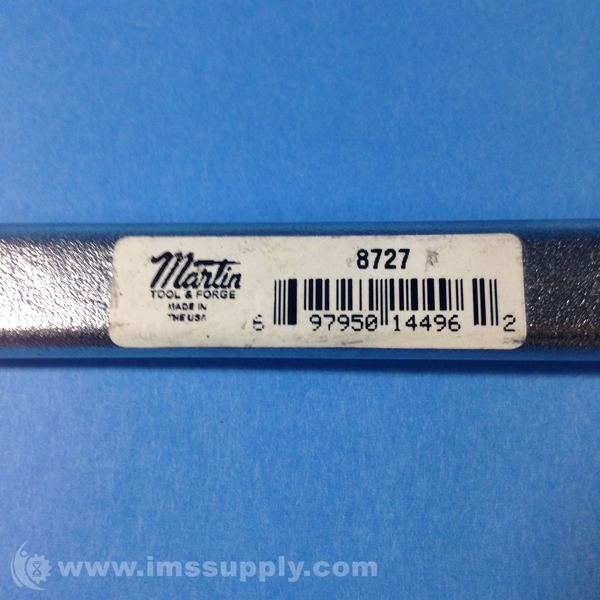 Martin
TOOL & FORGE
MADE IN
THE USA
8727
6 97950 14496 2
www.imssupply.com